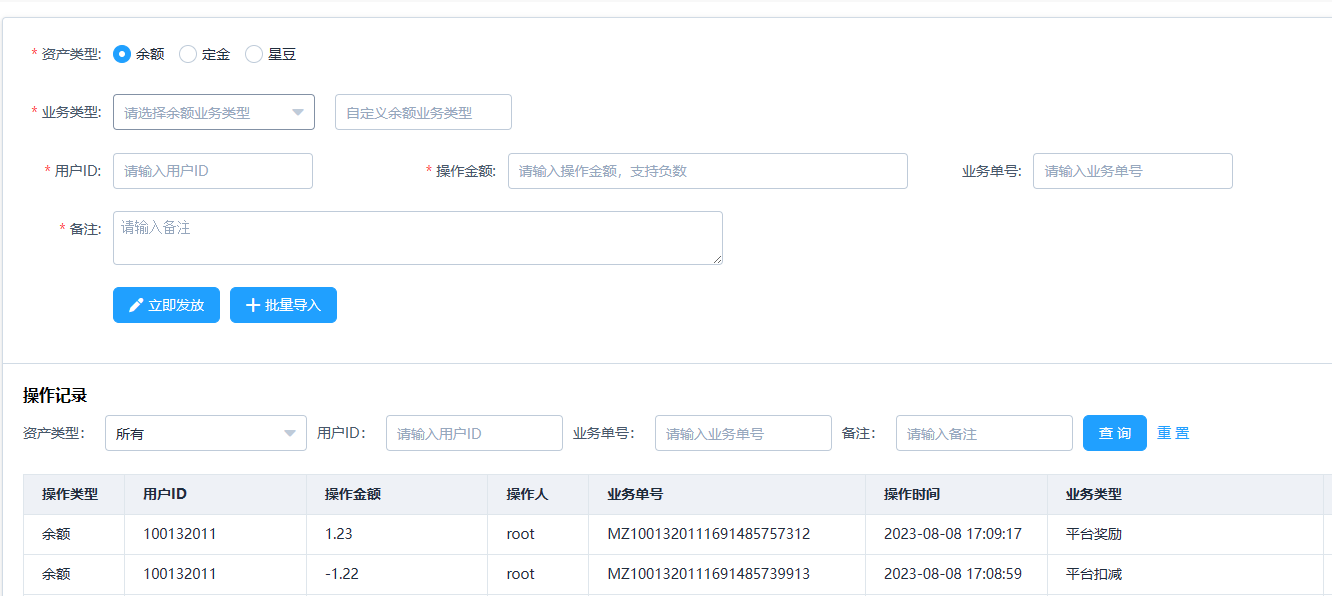 * 资产类型: 余额 定金 星豆
* 业务类型: 请选择余额业务类型 自定义余额业务类型
* 用户ID: 请输入用户ID * 操作金额: 请输入操作金额，支持负数 业务单号: 请输入业务单号
* 备注: 请输入备注
立即发放 批量导入
操作记录
资产类型： 所有 用户ID： 请输入用户ID 业务单号： 请输入业务单号 备注： 请输入备注 查 询 重 置
操作类型 用户ID 操作金额 操作人 业务单号 操作时间 业务类型
余额 100132011 1.23 root MZ1001320111691485757312 2023-08-08 17:09:17 平台奖励
余额 100132011 -1.22 root MZ1001320111691485739913 2023-08-08 17:08:59 平台扣减